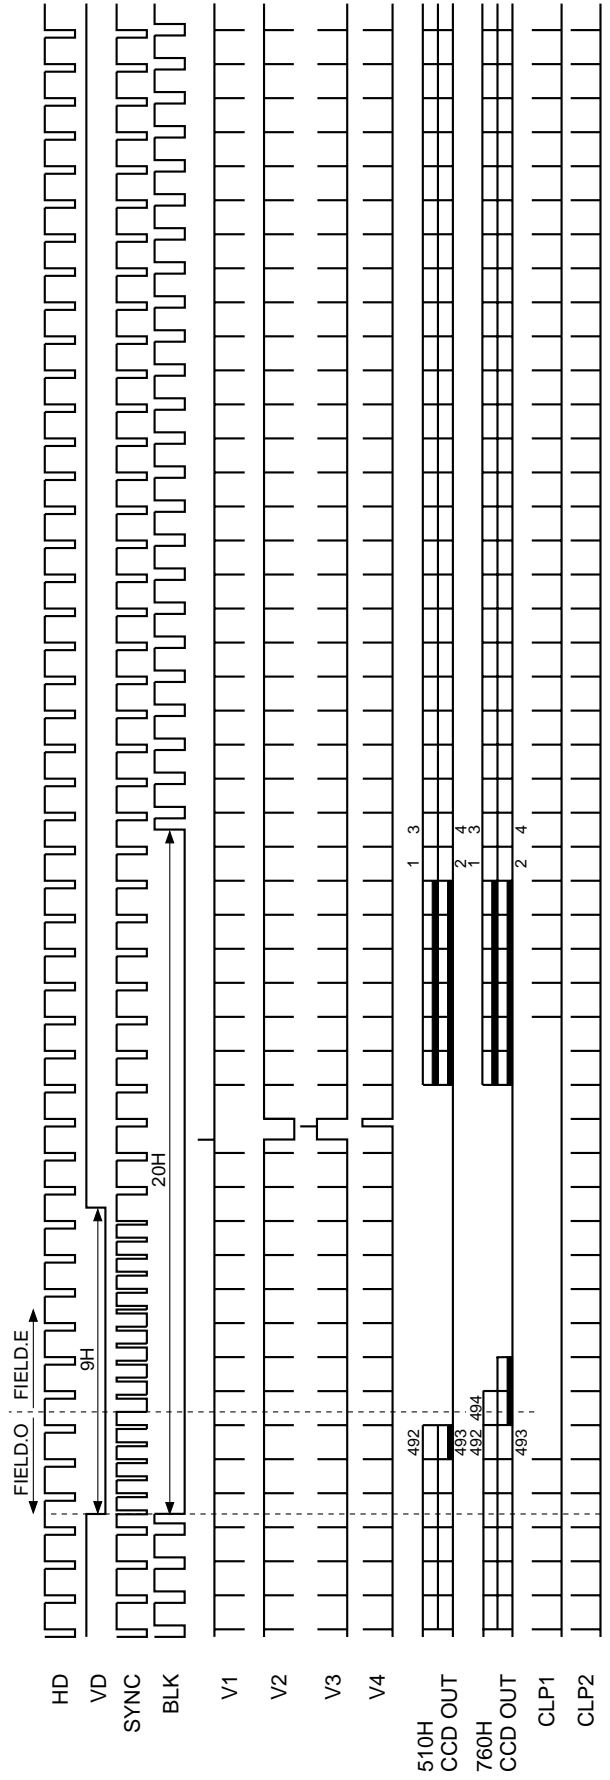 FIELD.O
FIELD.E
HD
VD
9H
SYNC
BLK
20H
V1
V2
V3
V4
492
1
3
510H
CCD OUT
493
2
4
492
494
1
3
760H
CCD OUT
493
2
4
CLP1
CLP2